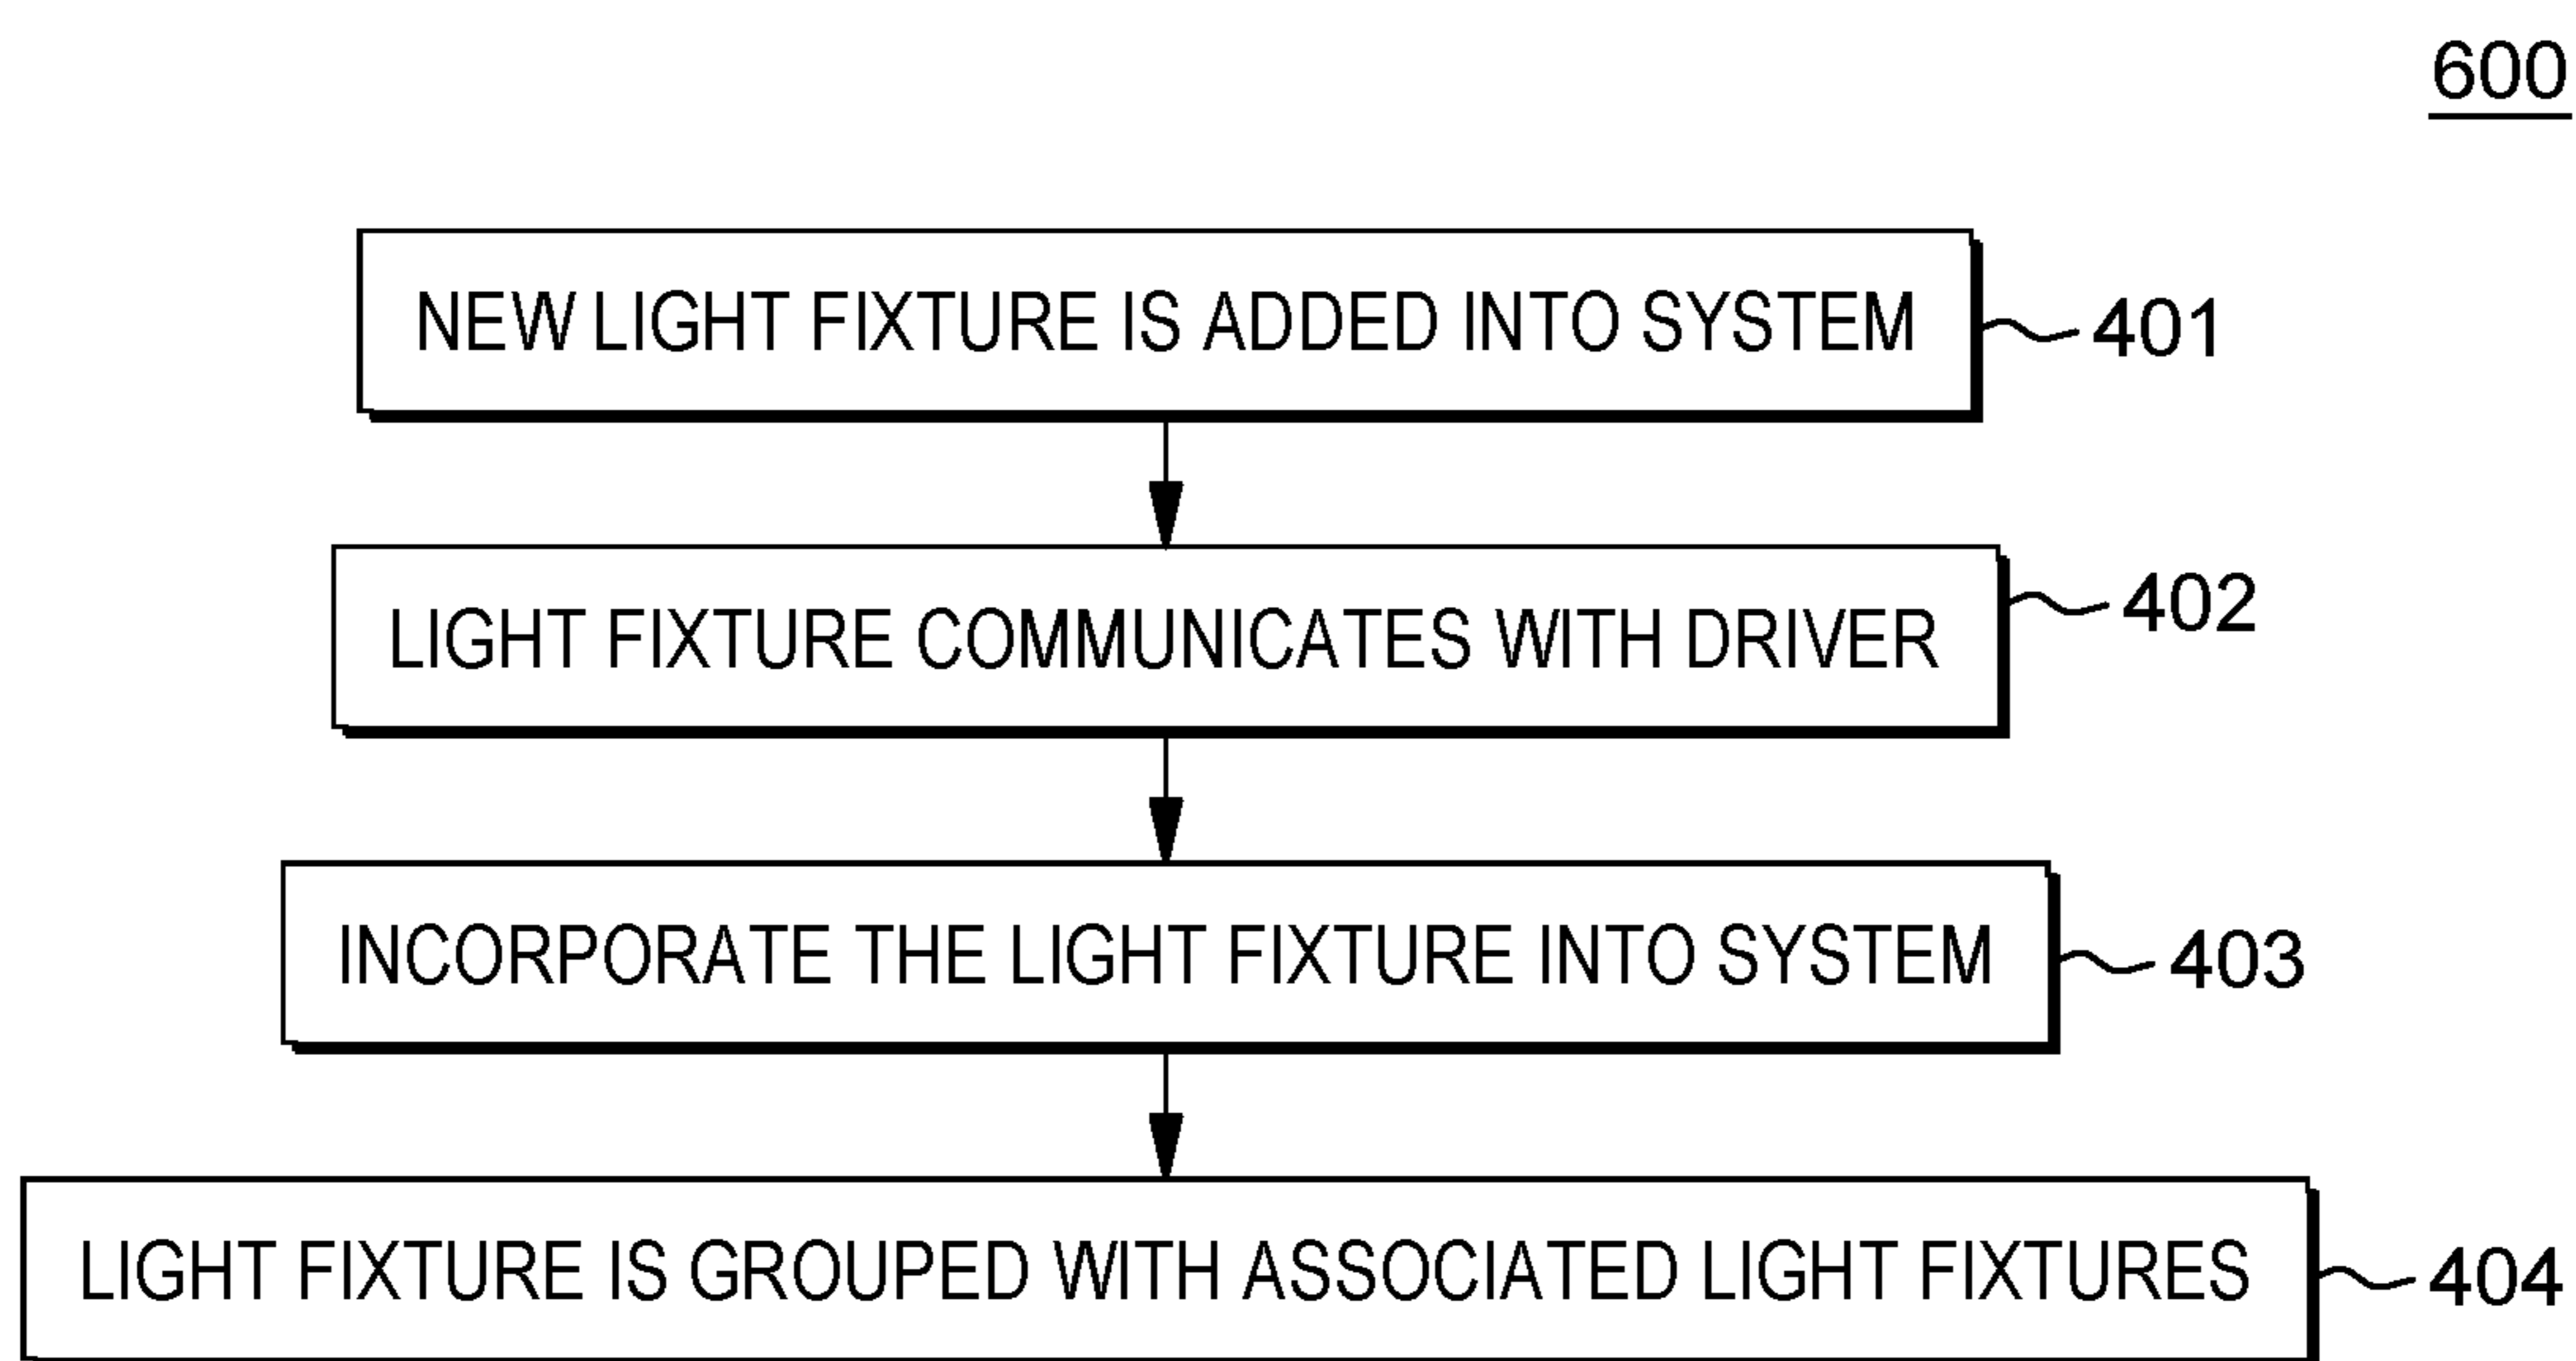 600
NEW LIGHT FIXTURE IS ADDED INTO SYSTEM
401
LIGHT FIXTURE COMMUNICATES WITH DRIVER
402
INCORPORATE THE LIGHT FIXTURE INTO SYSTEM
403
LIGHT FIXTURE IS GROUPED WITH ASSOCIATED LIGHT FIXTURES
404